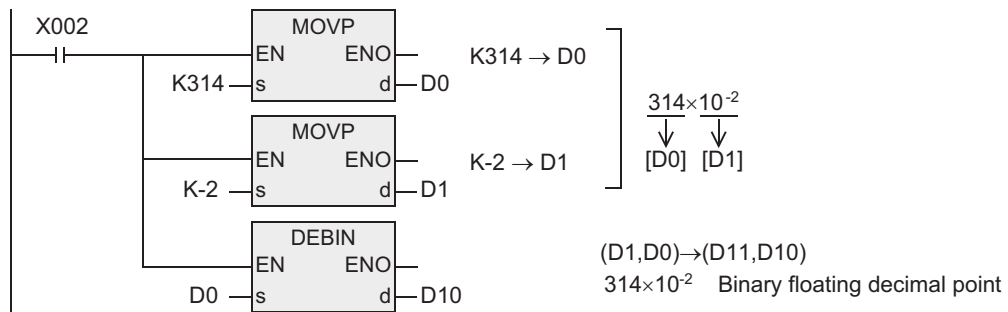 X002
MOVP
EN ENO
K314 s d D0
K314 → D0
MOVP
EN ENO
K-2 s d D1
K-2 → D1
314×10-2
[D0] [D1]
DEBIN
EN ENO
D0 s d D10
(D1,D0)→(D11,D10)
314×10-2 Binary floating decimal point